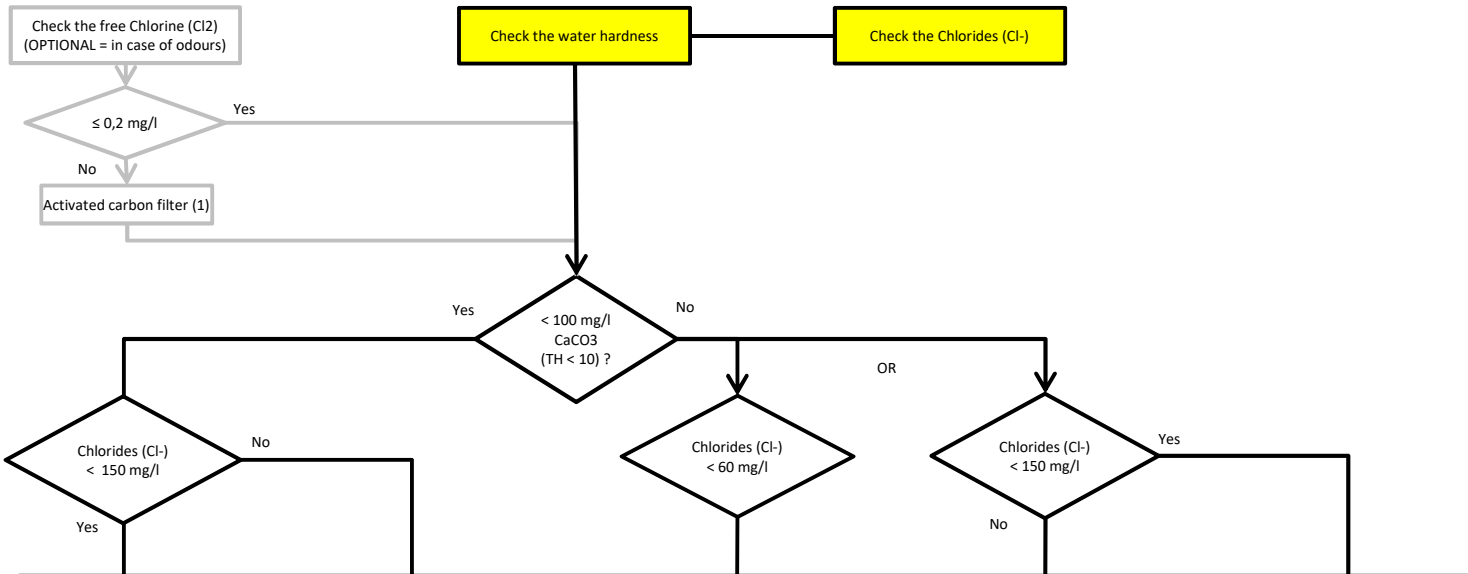 Check the free Chlorine (Cl2)
(OPTIONAL = in case of odours)
Check the water hardness
Check the Chlorides (Cl-)
≤ 0,2 mg/l
Yes
No
Activated carbon filter (1)
Yes
< 100 mg/l
CaCO3
(TH < 10) ?
No
OR
Chlorides (Cl-)
< 150 mg/l
No
Yes
Chlorides (Cl-)
< 60 mg/l
Chlorides (Cl-)
< 150 mg/l
Yes
No